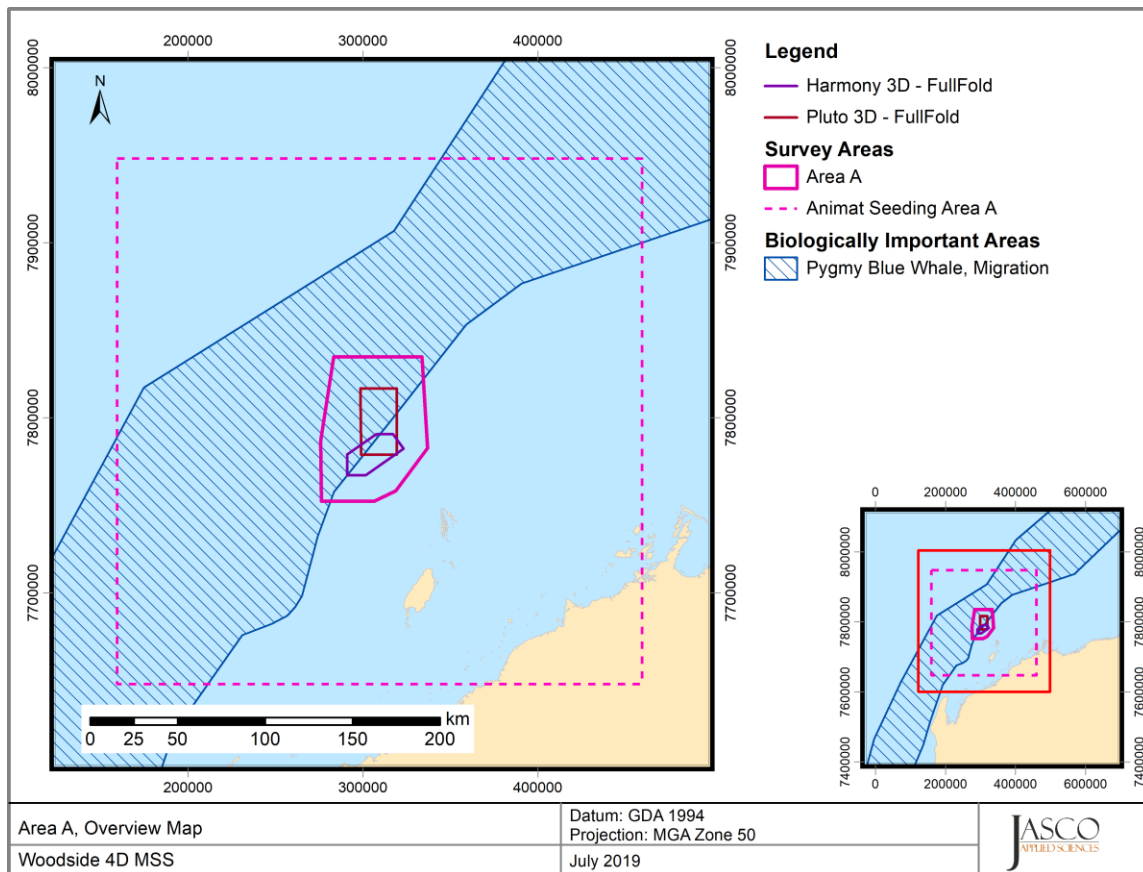 200000 300000 400000
8000000 8000000
N
7900000 7900000
7800000 7800000
7700000 7700000
km
0 25 50 100 150 200
200000 300000 400000
Legend
Harmony 3D - FullFold
Pluto 3D - FullFold
Survey Areas
Area A
Animat Seeding Area A
Biologically Important Areas
Pygmy Blue Whale, Migration
0 200000 400000 600000
8000000 8000000
7800000 7800000
7600000 7600000
7400000 7400000
0 200000 400000 600000
Area A, Overview Map
Woodside 4D MSS
Datum: GDA 1994
Projection: MGA Zone 50
July 2019
JASCO
APPLIED SCIENCES